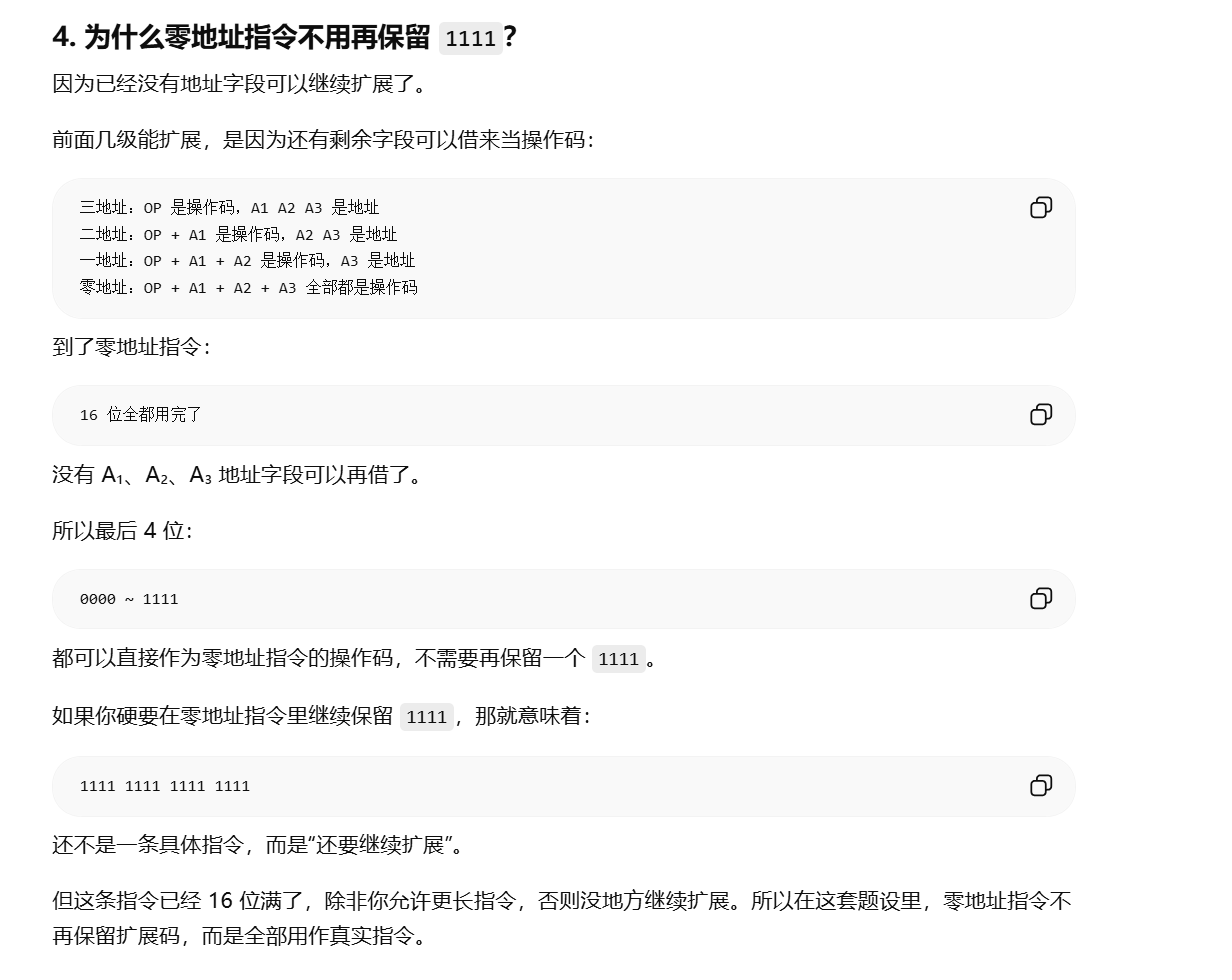 4. 为什么零地址指令不用再保留 1111？
因为已经没有地址字段可以继续扩展了。
前面几级能扩展，是因为还有剩余字段可以借来当操作码：
三地址：OP 是操作码，A1 A2 A3 是地址
二地址：OP + A1 是操作码，A2 A3 是地址
一地址：OP + A1 + A2 是操作码，A3 是地址
零地址：OP + A1 + A2 + A3 全部都是操作码
到了零地址指令：
16 位全都用完了
没有 A₁、A₂、A₃ 地址字段可以再借了。
所以最后 4 位：
0000 ~ 1111
都可以直接作为零地址指令的操作码，不需要再保留一个 1111。
如果你硬要在零地址指令里继续保留 1111，那就意味着：
1111 1111 1111 1111
还不是一条具体指令，而是“还要继续扩展”。
但这条指令已经 16 位满了，除非你允许更长指令，否则没地方继续扩展。所以在这套题设里，零地址指令不
再保留扩展码，而是全部用作真实指令。